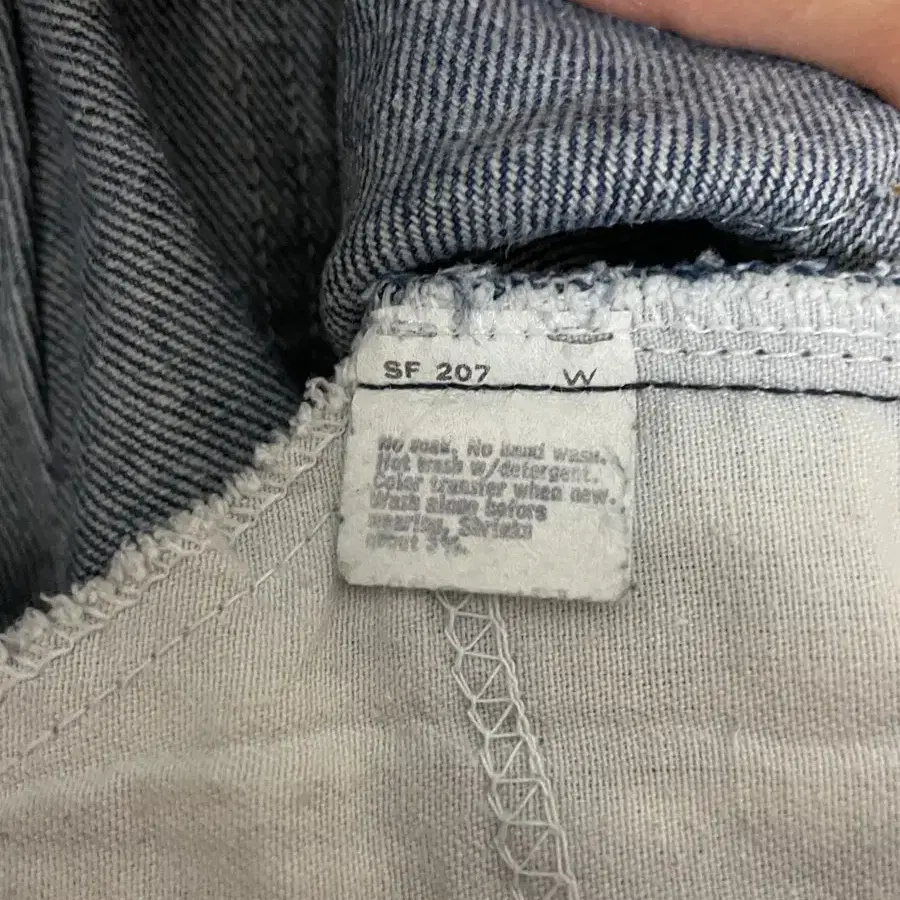 SF 207 W
No soak, No hand wash.
Hot wash w/detergent.
Color transfer when new.
Wash alone before
wearing, Shrinks
about 3%.